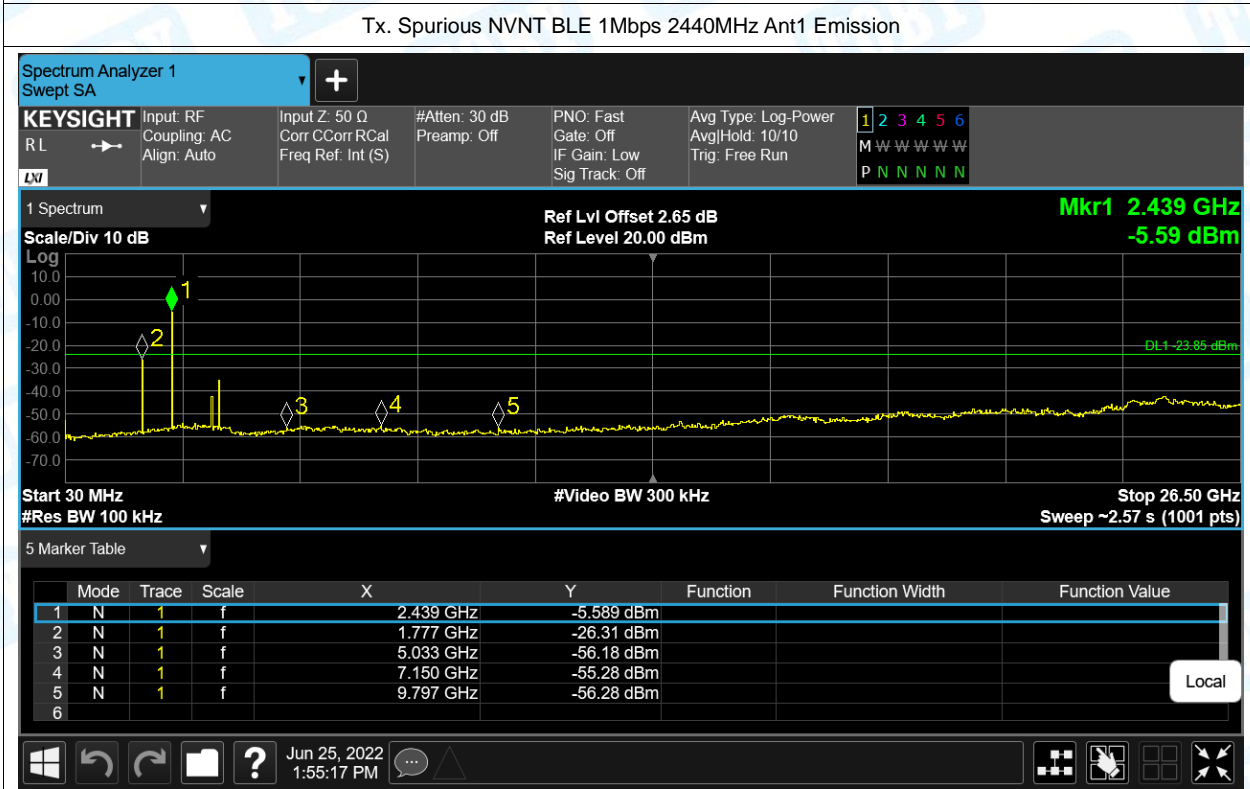 Tx. Spurious NVNT BLE 1Mbps 2440MHz Ant1 Emission
Spectrum Analyzer 1
Swept SA
KEYSIGHT
R L
LXI
Input: RF
Coupling: AC
Align: Auto
Input Z: 50 Ω
Corr CCorr RCal
Freq Ref: Int (S)
#Atten: 30 dB
Preamp: Off
PNO: Fast
Gate: Off
IF Gain: Low
Sig Track: Off
Avg Type: Log-Power
Avg|Hold: 10/10
Trig: Free Run
1 2 3 4 5 6
M W W W W W
P N N N N N
1 Spectrum
Scale/Div 10 dB
Ref Lvl Offset 2.65 dB
Ref Level 20.00 dBm
Mkr1 2.439 GHz
-5.59 dBm
Log
10.0
0.00
-10.0
-20.0
-30.0
-40.0
-50.0
-60.0
-70.0
1
2
3
4
5
DL1 -23.85 dBm
Start 30 MHz
#Res BW 100 kHz
#Video BW 300 kHz
Stop 26.50 GHz
Sweep ~2.57 s (1001 pts)
5 Marker Table
Mode Trace Scale X Y Function Function Width Function Value
1 N 1 f 2.439 GHz -5.589 dBm
2 N 1 f 1.777 GHz -26.31 dBm
3 N 1 f 5.033 GHz -56.18 dBm
4 N 1 f 7.150 GHz -55.28 dBm
5 N 1 f 9.797 GHz -56.28 dBm
6
Local
?
Jun 25, 2022
1:55:17 PM